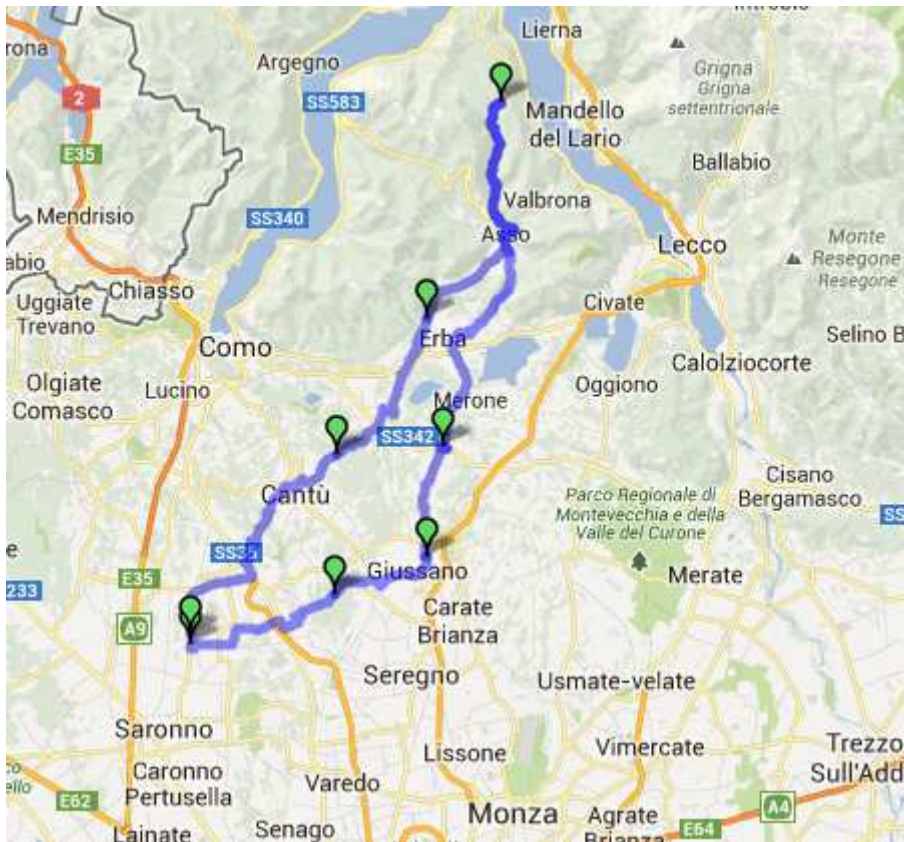 Lierna
Argegno
Grigna
Grigna
settentrionale
2
SS583
Mandello
del Lario
E35
Ballabio
Valbrona
Mendrisio
SS340
Asso
Lecco
Monte
Resegone
Resegone
Chiasso
Uggiate
Trevano
Civate
Como
Erba
Selino B
Calolziocorte
Olgiate
Comasco
Lucino
Oggiono
Merone
SS342
Cisano
Bergamasco
Cantù
Parco Regionale di
Montevecchia e della
Valle del Curone
SS
SS35
E35
233
Giussano
Merate
A9
Carate
Brianza
Seregno
Usmate-velate
Saronno
Lissone
Vimercate
Trezzo
Sull'Add
Caronno
Pertusella
Varedo
E62
Monza
Agrate
Brianza
A4
E64
Lainate
Senago